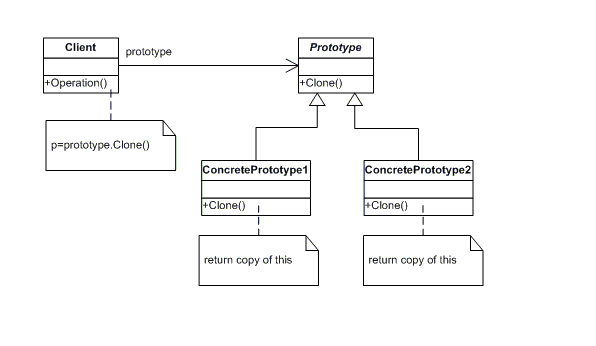 Client
prototype
Prototype
+Operation()
+Clone()
p=prototype.Clone()
ConcretePrototype1
ConcretePrototype2
+Clone()
+Clone()
return copy of this
return copy of this